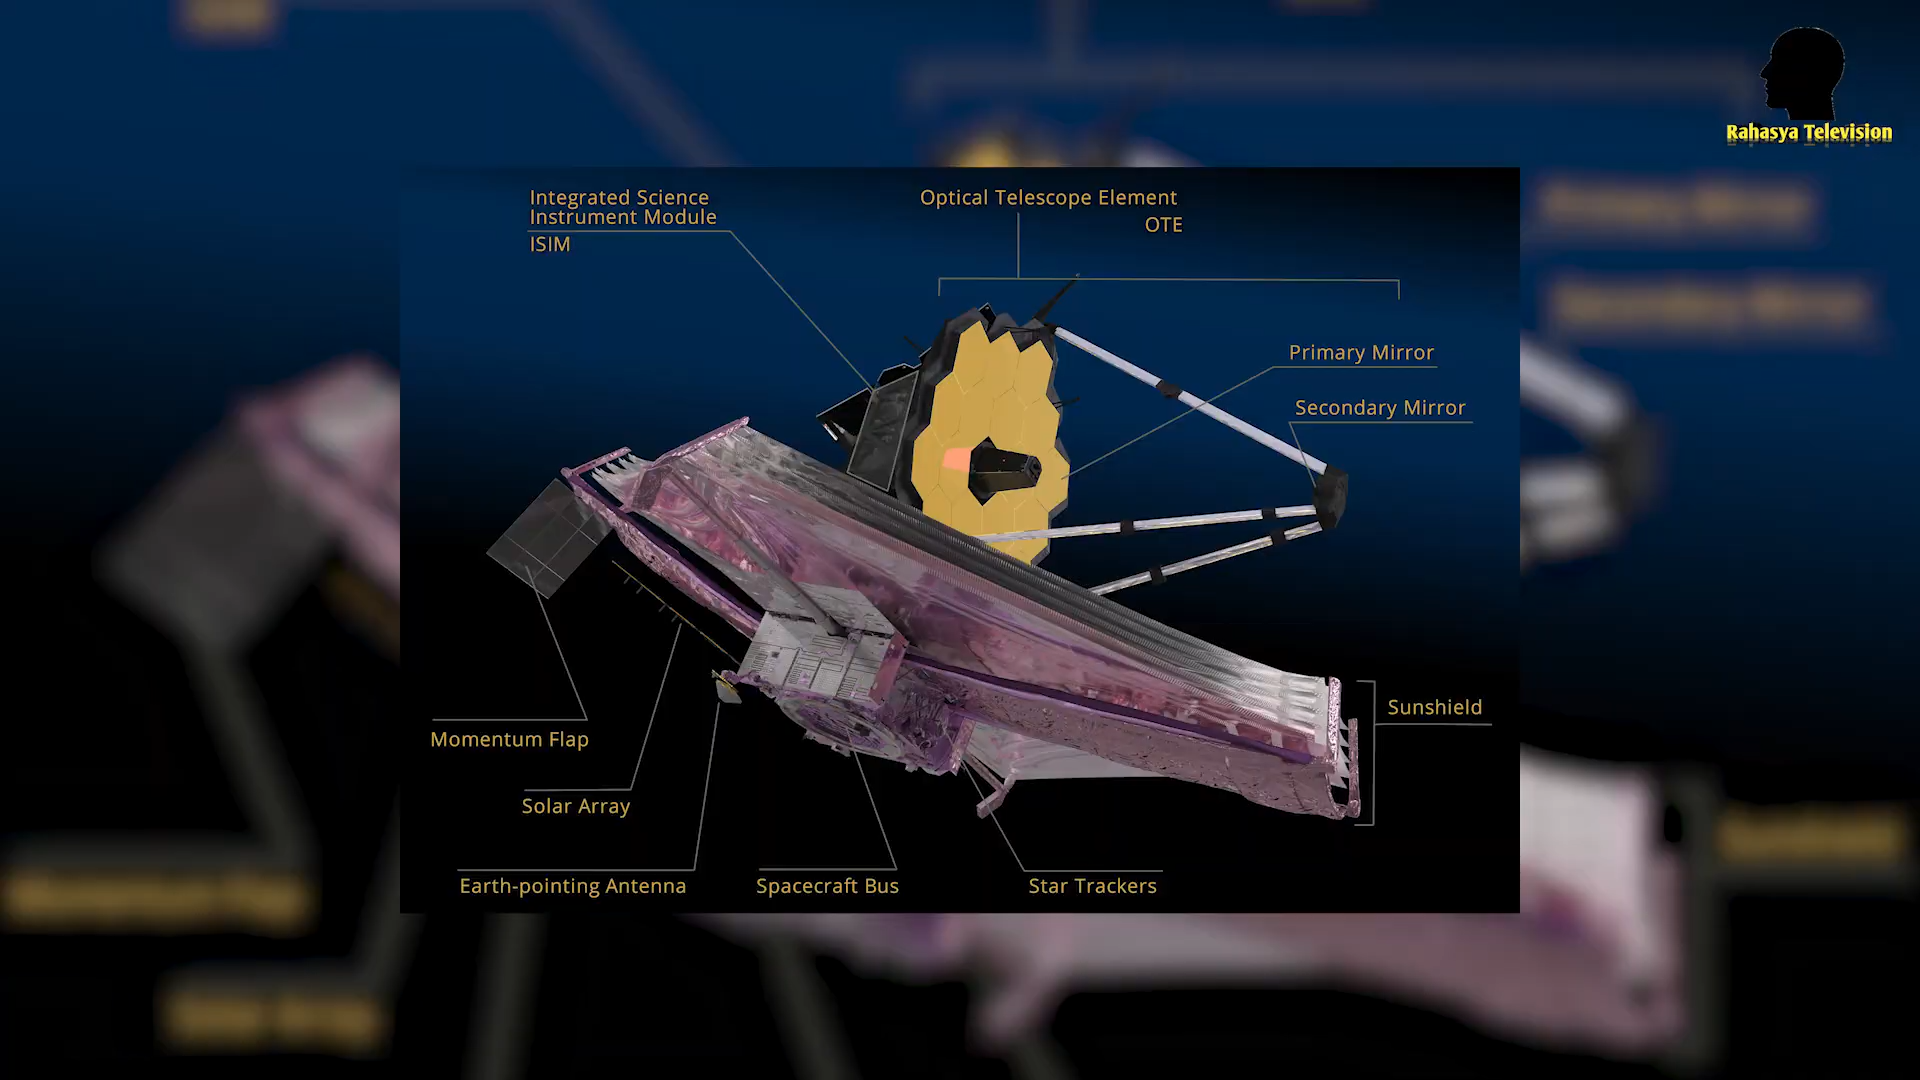 Rahasya Television
Integrated Science
Instrument Module
ISIM
Optical Telescope Element
OTE
Primary Mirror
Secondary Mirror
Sunshield
Momentum Flap
Solar Array
Earth-pointing Antenna
Spacecraft Bus
Star Trackers